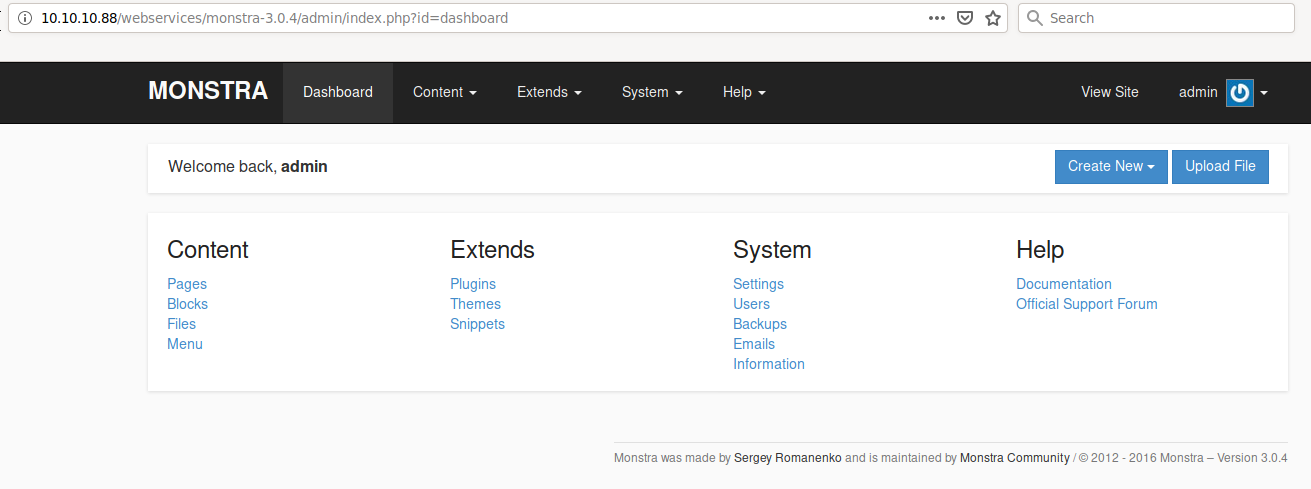 10.10.10.88/webservices/monstra-3.0.4/admin/index.php?id=dashboard Search
MONSTRA Dashboard Content Extends System Help View Site admin
Welcome back, admin Create New Upload File
Content Extends System Help
Pages Plugins Settings Documentation
Blocks Themes Users Official Support Forum
Files Snippets Backups
Menu Emails
Information
Monstra was made by Sergey Romanenko and is maintained by Monstra Community / © 2012 - 2016 Monstra – Version 3.0.4